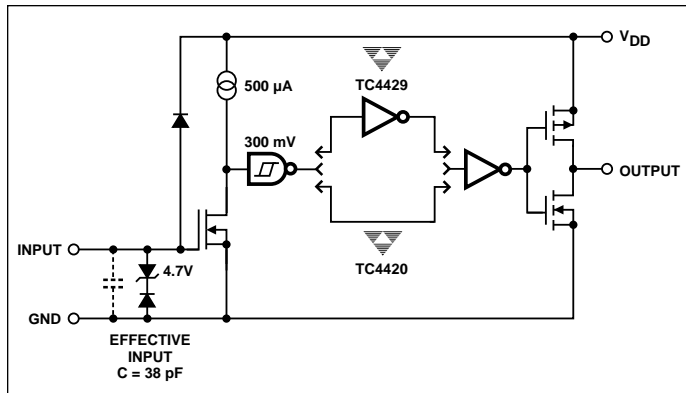 V_DD
500 µA
TC4429
300 mV
OUTPUT
INPUT
4.7V
TC4420
GND
EFFECTIVE
INPUT
C = 38 pF